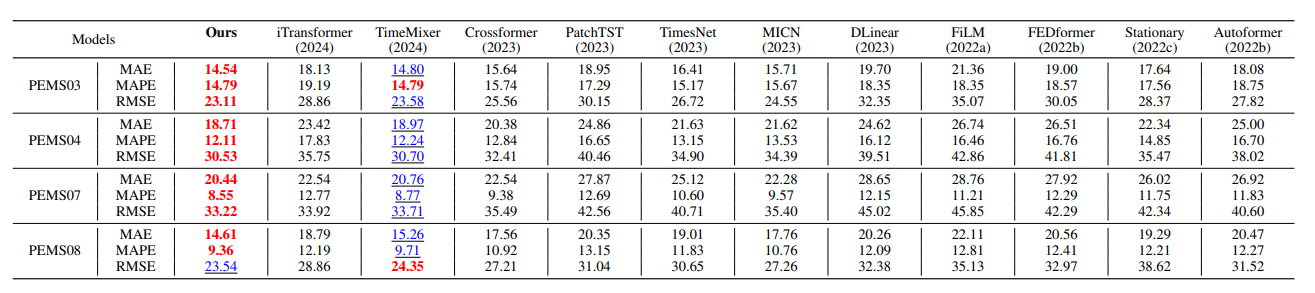 Models Ours iTransformer TimeMixer Crossformer PatchTST TimesNet MICN DLinear FiLM FEDformer Stationary Autoformer
(2024) (2024) (2023) (2023) (2023) (2023) (2023) (2022a) (2022b) (2022c) (2022b)
MAE 14.54 18.13 14.80 15.64 18.95 16.41 15.71 19.70 21.36 19.00 17.64 18.08
PEMS03 MAPE 14.79 19.19 14.79 15.74 17.29 15.17 15.67 18.35 18.35 18.57 17.56 18.75
RMSE 23.11 28.86 23.58 25.56 30.15 26.72 24.55 32.35 35.07 30.05 28.37 27.82
MAE 18.71 23.42 18.97 20.38 24.86 21.63 21.62 24.62 26.74 26.51 22.34 25.00
PEMS04 MAPE 12.11 17.83 12.24 12.84 16.65 13.15 13.53 16.12 16.46 16.76 14.85 16.70
RMSE 30.53 35.75 30.70 32.41 40.46 34.90 34.39 39.51 42.86 41.81 35.47 38.02
MAE 20.44 22.54 20.76 22.54 27.87 25.12 22.28 28.65 28.76 27.92 26.02 26.92
PEMS07 MAPE 8.55 12.77 8.77 9.38 12.69 10.60 9.57 12.15 11.21 12.29 11.75 11.83
RMSE 33.22 33.92 33.71 35.49 42.56 40.71 35.40 45.02 45.85 42.29 42.34 40.60
MAE 14.61 18.79 15.26 17.56 20.35 19.01 17.76 20.26 22.11 20.56 19.29 20.47
PEMS08 MAPE 9.36 12.19 9.71 10.92 13.15 11.83 10.76 12.09 12.81 12.41 12.21 12.27
RMSE 23.54 28.86 24.35 27.21 31.04 30.65 27.26 32.38 35.13 32.97 38.62 31.52